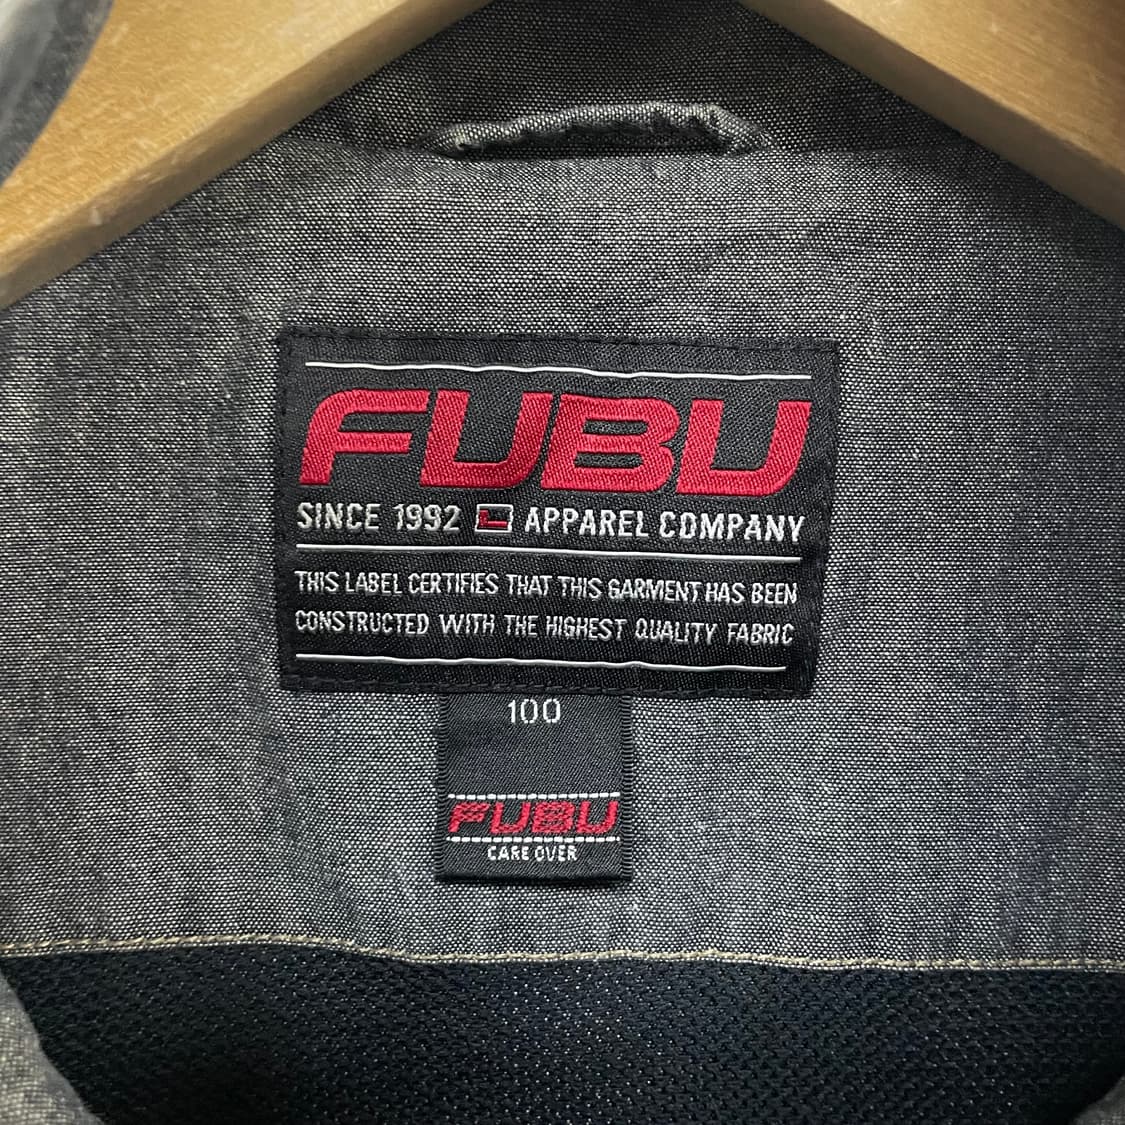 FUBU
SINCE 1992 APPAREL COMPANY
THIS LABEL CERTIFIES THAT THIS GARMENT HAS BEEN
CONSTRUCTED WITH THE HIGHEST QUALITY FABRIC
100
FUBU
CARE OVER